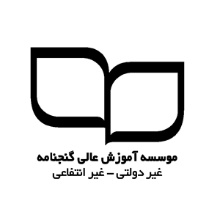 موسسه آموزش عالی گنجنامه
غیر دولتی - غیر انتفاعی